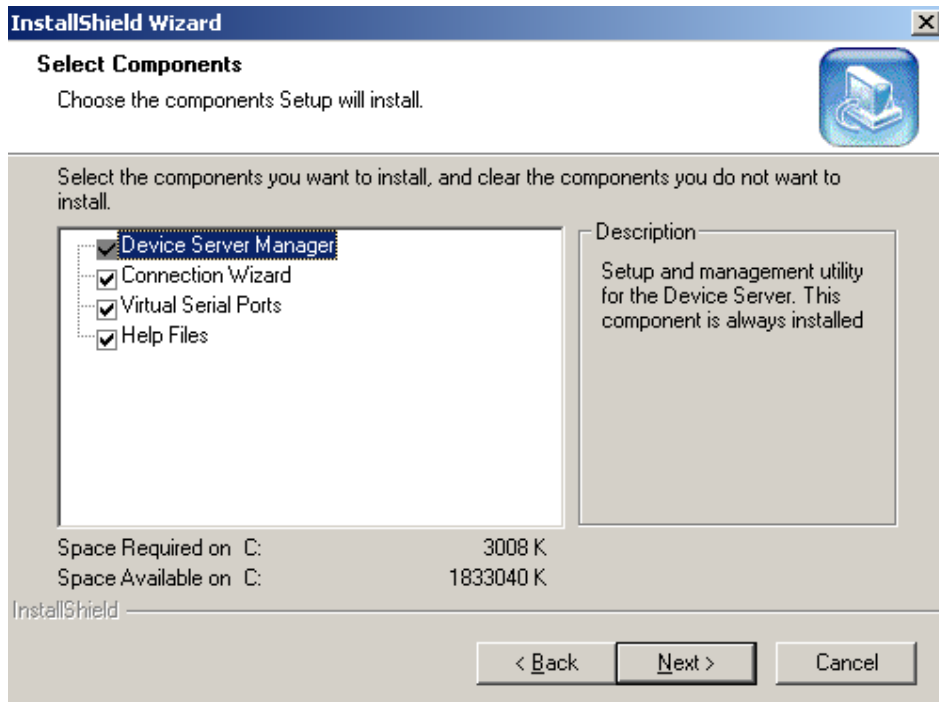 InstallShield Wizard
Select Components
Choose the components Setup will install.
Select the components you want to install, and clear the components you do not want to
install.
Device Server Manager
Connection Wizard
Virtual Serial Ports
Help Files
Description
Setup and management utility
for the Device Server. This
component is always installed
Space Required on C: 3008 K
Space Available on C: 1833040 K
InstallShield
< Back Next > Cancel